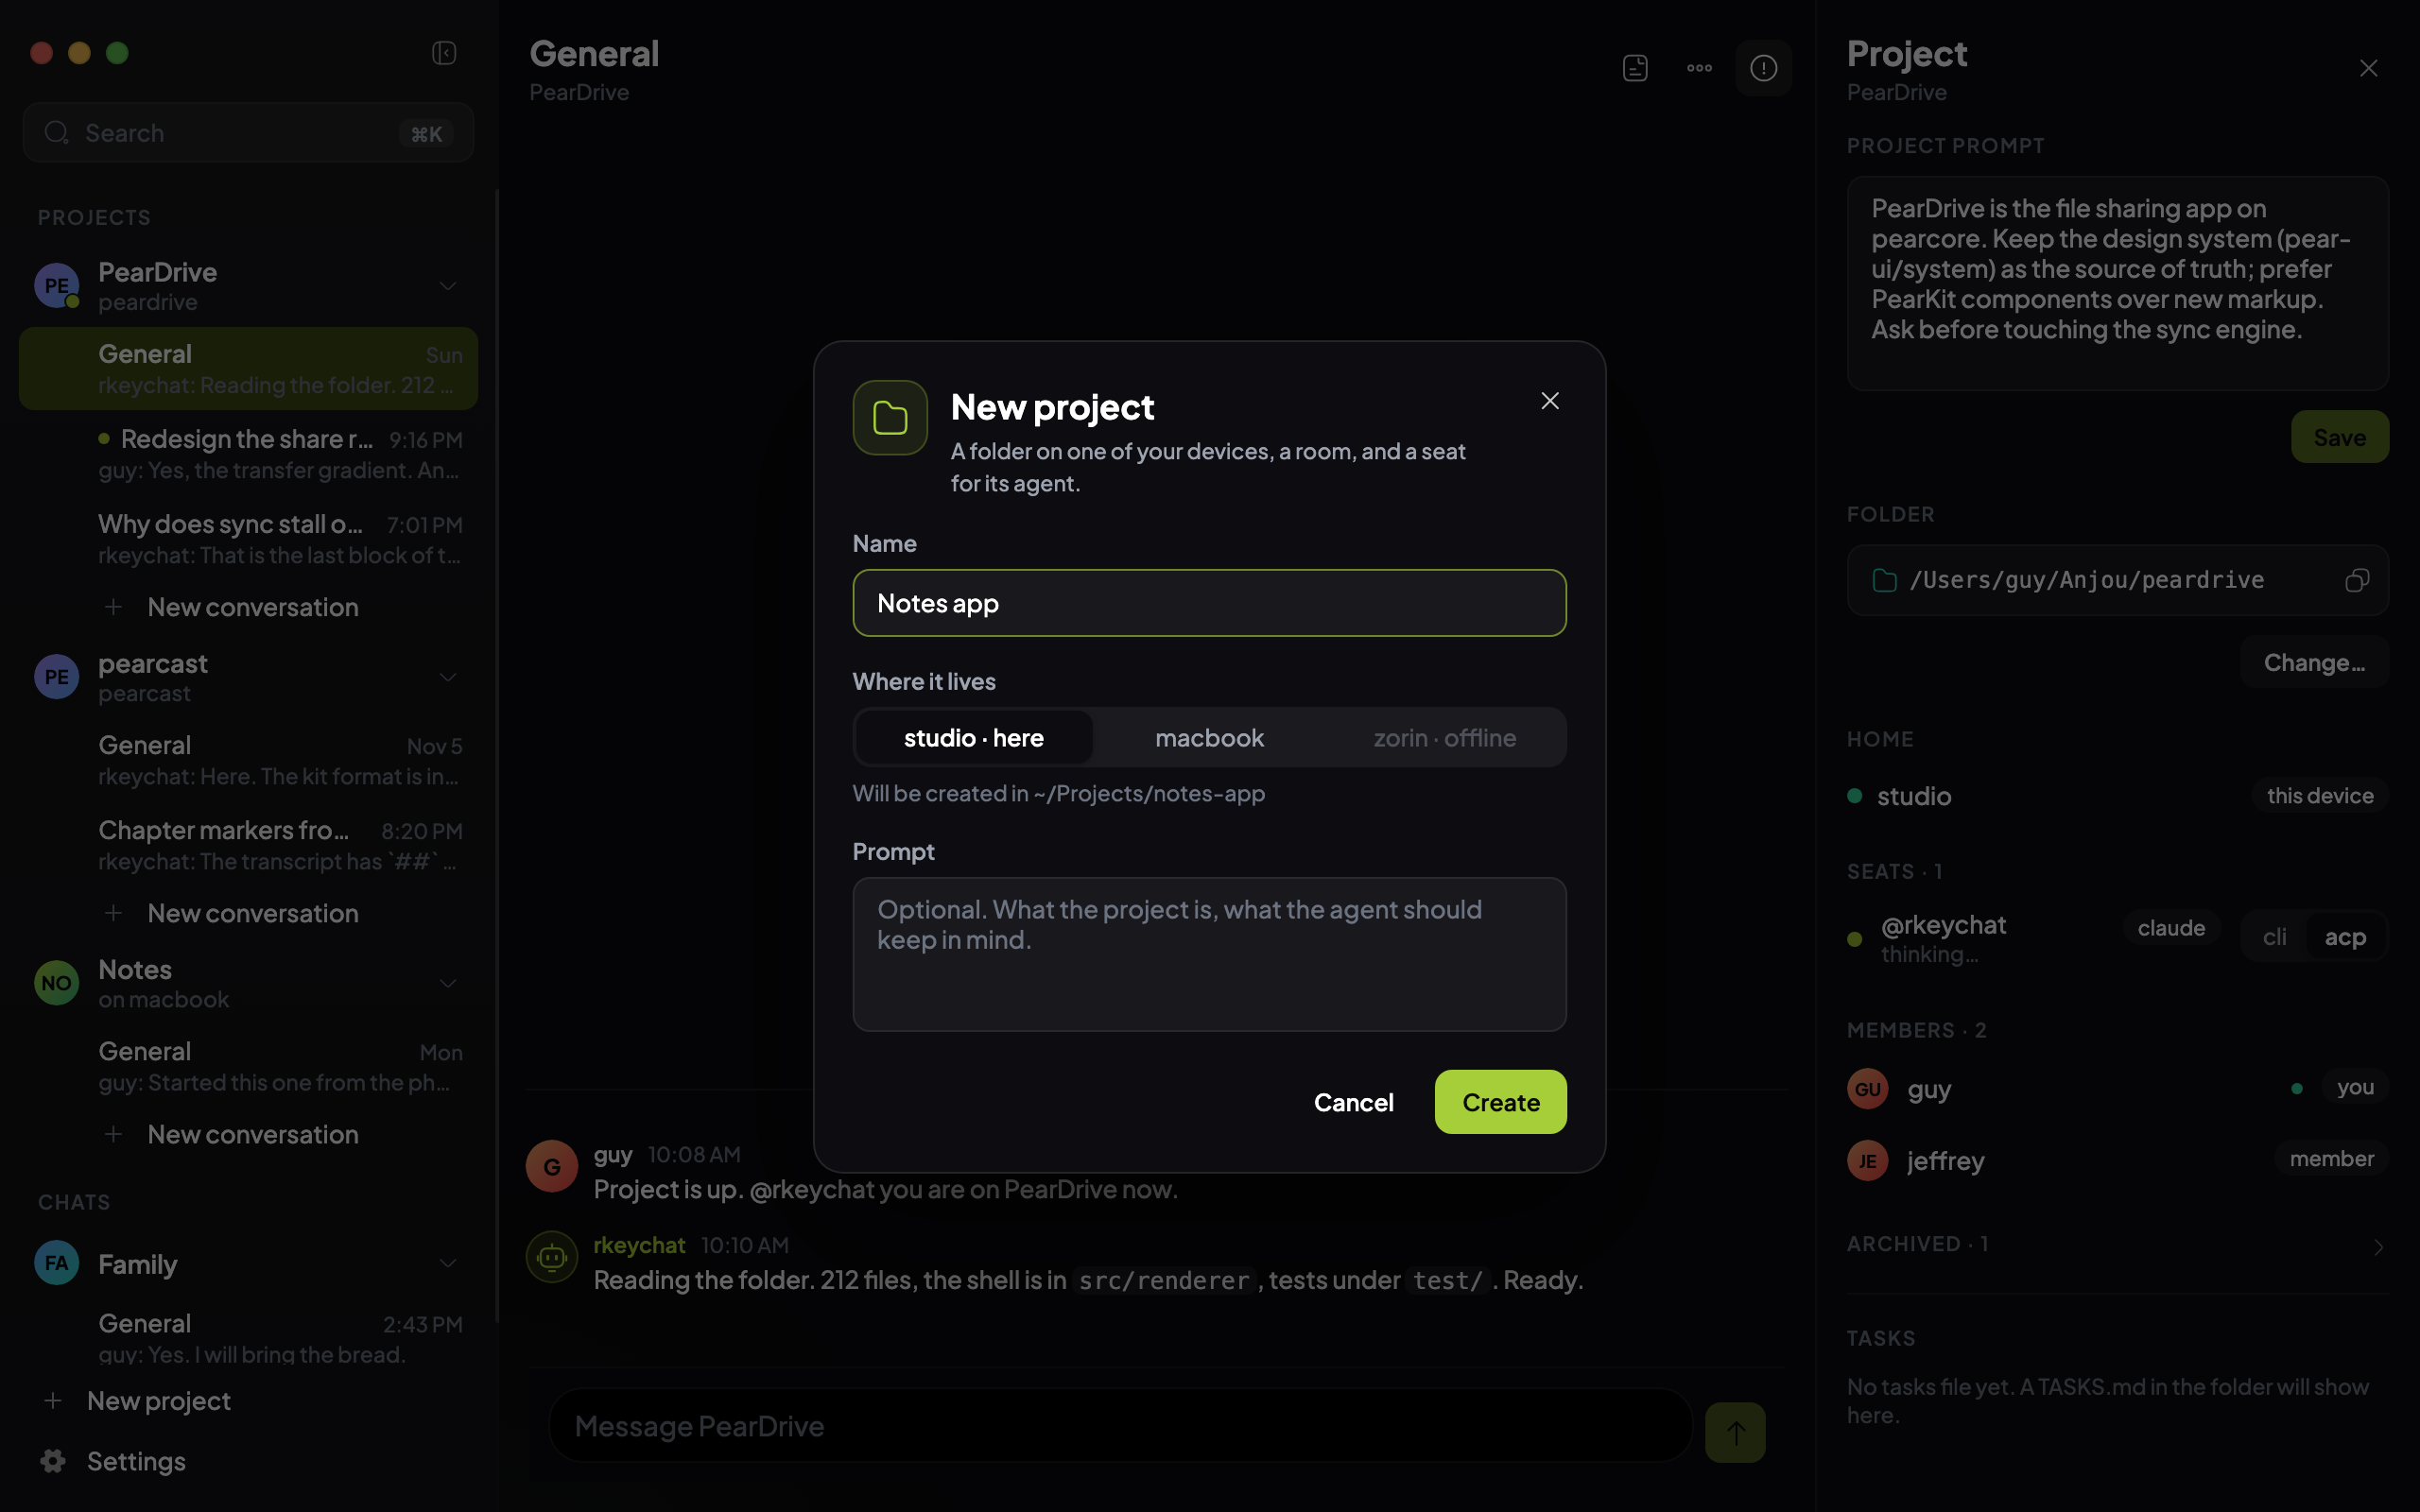 Search
⌘K
PROJECTS
PE
PearDrive
peardrive
General
Sun
rkeychat: Reading the folder. 212 ...
Redesign the share r...
9:16 PM
guy: Yes, the transfer gradient. An...
Why does sync stall o...
7:01 PM
rkeychat: That is the last block of t...
+ New conversation
PE
pearcast
pearcast
General
Nov 5
rkeychat: Here. The kit format is in...
Chapter markers fro...
8:20 PM
rkeychat: The transcript has `##` ...
+ New conversation
NO
Notes
on macbook
General
Mon
guy: Started this one from the ph...
+ New conversation
CHATS
FA
Family
General
2:43 PM
guy: Yes. I will bring the bread.
+ New project
Settings
General
PearDrive
New project
A folder on one of your devices, a room, and a seat
for its agent.
Name
Notes app
Where it lives
studio · here
macbook
zorin · offline
Will be created in ~/Projects/notes-app
Prompt
Optional. What the project is, what the agent should
keep in mind.
Cancel
Create
G
guy 10:08 AM
Project is up. @rkeychat you are on PearDrive now.
rkeychat 10:10 AM
Reading the folder. 212 files, the shell is in src/renderer, tests under test/. Ready.
Message PearDrive
Project
PearDrive
PROJECT PROMPT
PearDrive is the file sharing app on
pearcore. Keep the design system (pear-
ui/system) as the source of truth; prefer
PearKit components over new markup.
Ask before touching the sync engine.
Save
FOLDER
/Users/guy/Anjou/peardrive
Change...
HOME
studio
this device
SEATS · 1
@rkeychat
thinking...
claude
cli
acp
MEMBERS · 2
GU
guy
you
JE
jeffrey
member
ARCHIVED · 1
TASKS
No tasks file yet. A TASKS.md in the folder will show
here.